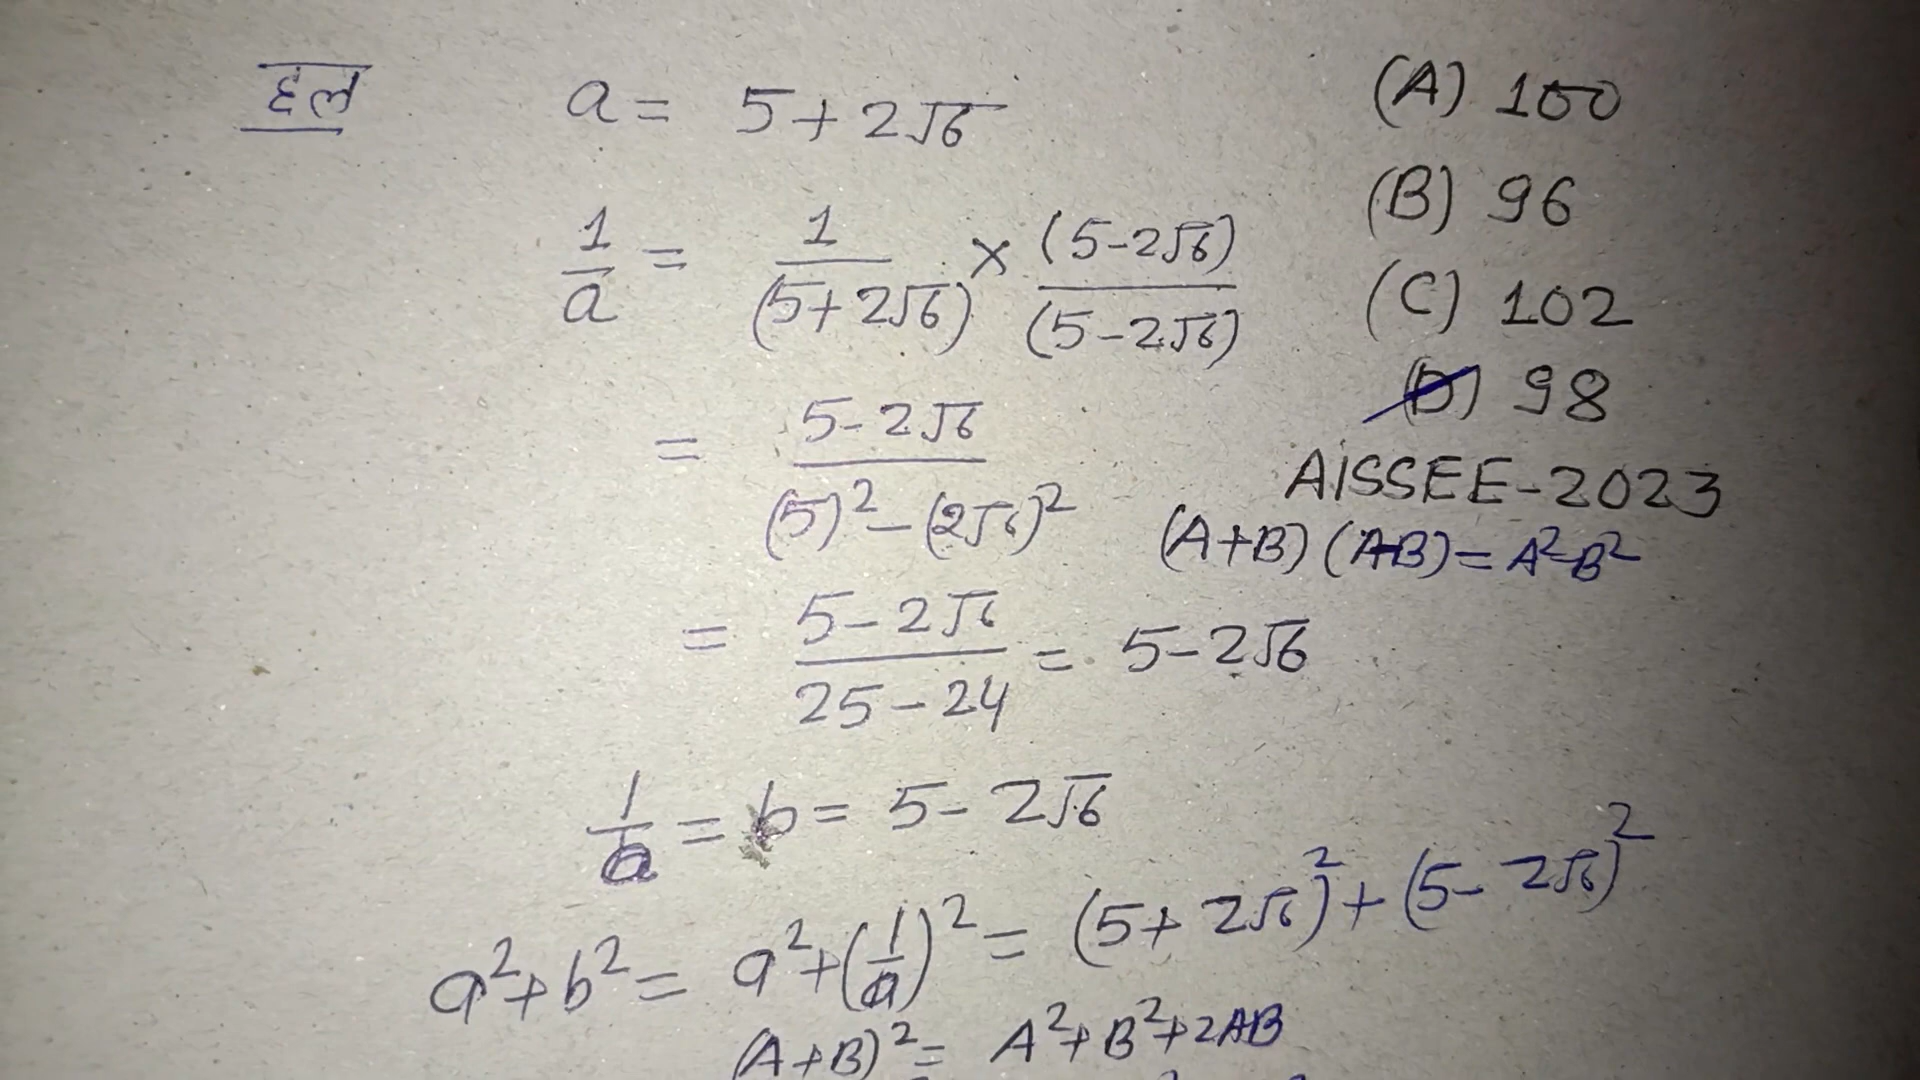 हल
a = 5 + 2√6
(A) 100
1/a = 1/(5+2√6) × (5-2√6)/(5-2√6)
(B) 96
(C) 102
(D) 98
= 5-2√6/(5)²-(2√6)²
AISSEE-2023
(A+B) (A-B) = A²-B²
= 5-2√6/25-24 = 5-2√6
1/a = b = 5-2√6
a²+b² = a²+(1/a)² = (5+2√6)²+(5-2√6)²
(A+B)² = A²+B²+2AB